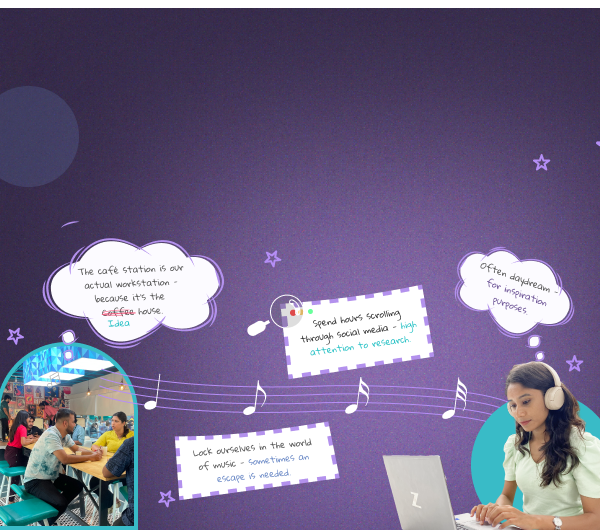 The café station is our
actual workstation -
because it's the
coffee house.
Idea
Often daydream -
for inspiration
purposes
Spend hours scrolling
through social media - high
attention to research
Lock ourselves in the world
of music - sometimes an
escape is needed